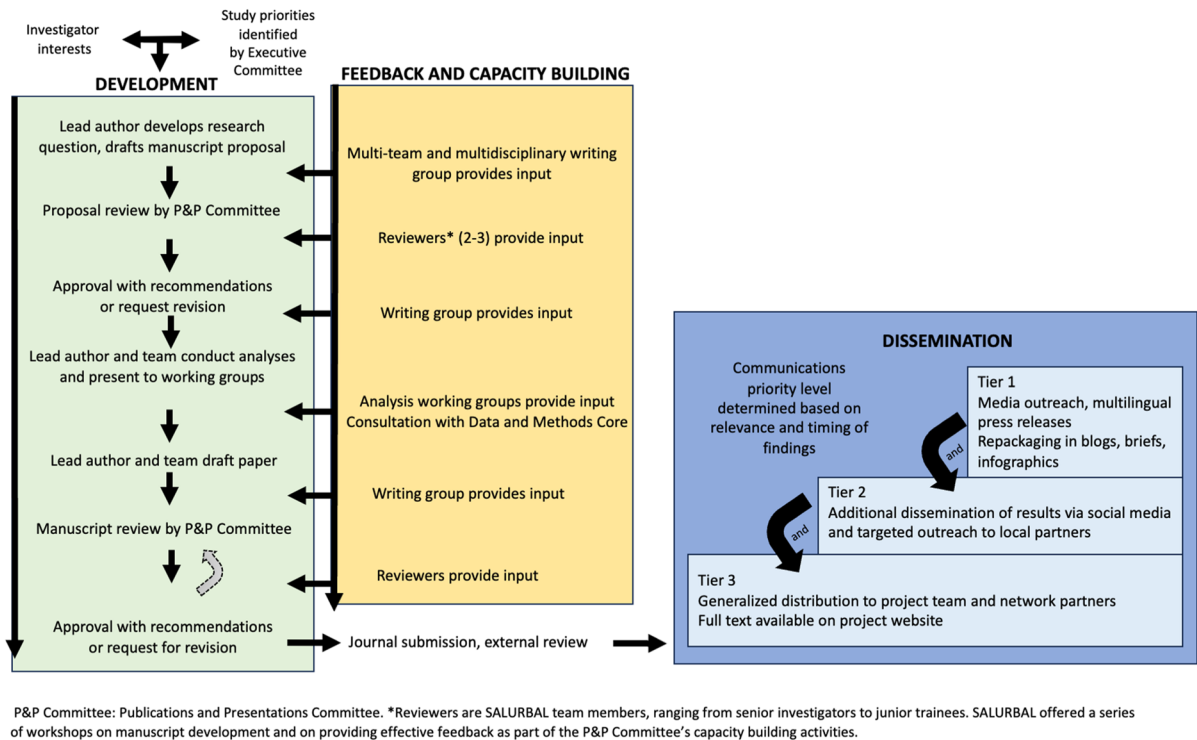 Investigator
interests
Study priorities
identified
by Executive
Committee
DEVELOPMENT
Lead author develops research
question, drafts manuscript proposal
Proposal review by P&P Committee
Approval with recommendations
or request revision
Lead author and team conduct analyses
and present to working groups
Lead author and team draft paper
Manuscript review by P&P Committee
Approval with recommendations
or request for revision
FEEDBACK AND CAPACITY BUILDING
Multi-team and multidisciplinary writing
group provides input
Reviewers* (2-3) provide input
Writing group provides input
Analysis working groups provide input
Consultation with Data and Methods Core
Writing group provides input
Reviewers provide input
Journal submission, external review
DISSEMINATION
Communications
priority level
determined based on
relevance and timing of
findings
Tier 1
Media outreach, multilingual
press releases
Repackaging in blogs, briefs,
infographics
and
Tier 2
Additional dissemination of results via social media
and targeted outreach to local partners
and
Tier 3
Generalized distribution to project team and network partners
Full text available on project website
P&P Committee: Publications and Presentations Committee. *Reviewers are SALURBAL team members, ranging from senior investigators to junior trainees. SALURBAL offered a series
of workshops on manuscript development and on providing effective feedback as part of the P&P Committee's capacity building activities.